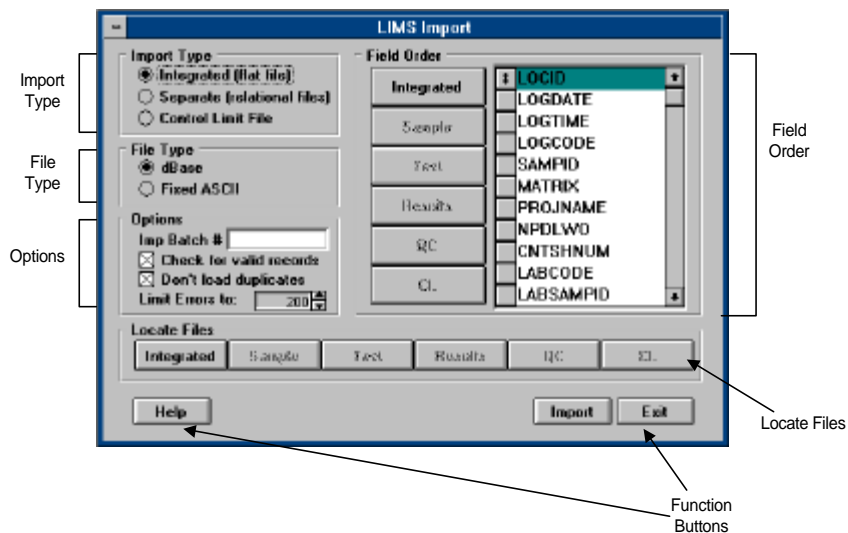 LIMS Import
Import Type
Integrated (flat file)
Separate (relational files)
Control Limit File
File Type
dBase
Fixed ASCII
Options
Imp Batch #
Check for valid records
Don't load duplicates
Limit Errors to: 200
Field Order
Integrated
Sample
Test
Results
QC
CL
LOCID
LOGDATE
LOGTIME
LOGCODE
SAMPID
MATRIX
PROJNAME
NPDLWO
CNTSHNUM
LABCODE
LABSAMPID
Locate Files
Integrated Sample Test Results QC CL
Help Import Exit
Import
Type
File
Type
Options
Field
Order
Locate Files
Function
Buttons